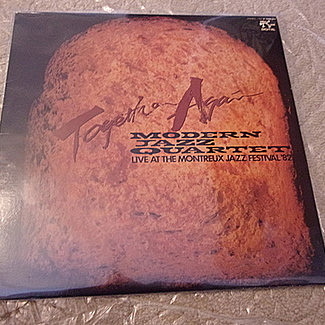 Together Again
MODERN
JAZZ
QUARTET
LIVE AT THE MONTREUX JAZZ FESTIVAL '82